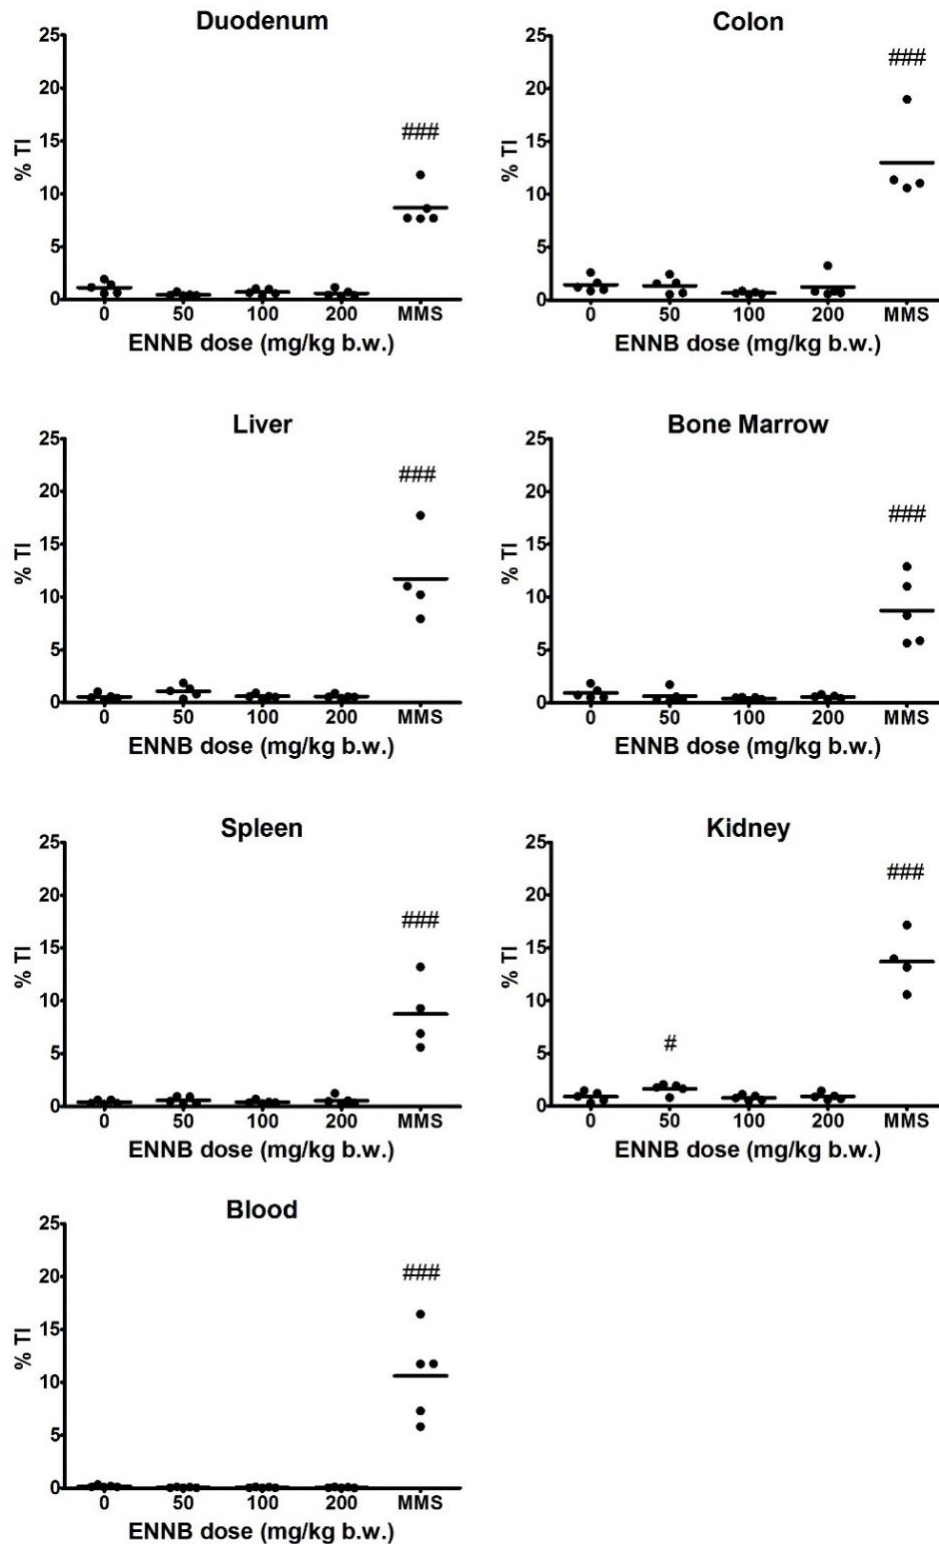 Duodenum
25
20
15
10
5
0
% TI
###
0 50 100 200 MMS
ENNB dose (mg/kg b.w.)
Colon
25
20
15
10
5
0
% TI
###
0 50 100 200 MMS
ENNB dose (mg/kg b.w.)
Liver
25
20
15
10
5
0
% TI
###
0 50 100 200 MMS
ENNB dose (mg/kg b.w.)
Bone Marrow
25
20
15
10
5
0
% TI
###
0 50 100 200 MMS
ENNB dose (mg/kg b.w.)
Spleen
25
20
15
10
5
0
% TI
###
0 50 100 200 MMS
ENNB dose (mg/kg b.w.)
Kidney
25
20
15
10
5
0
% TI
###
#
0 50 100 200 MMS
ENNB dose (mg/kg b.w.)
Blood
25
20
15
10
5
0
% TI
###
0 50 100 200 MMS
ENNB dose (mg/kg b.w.)